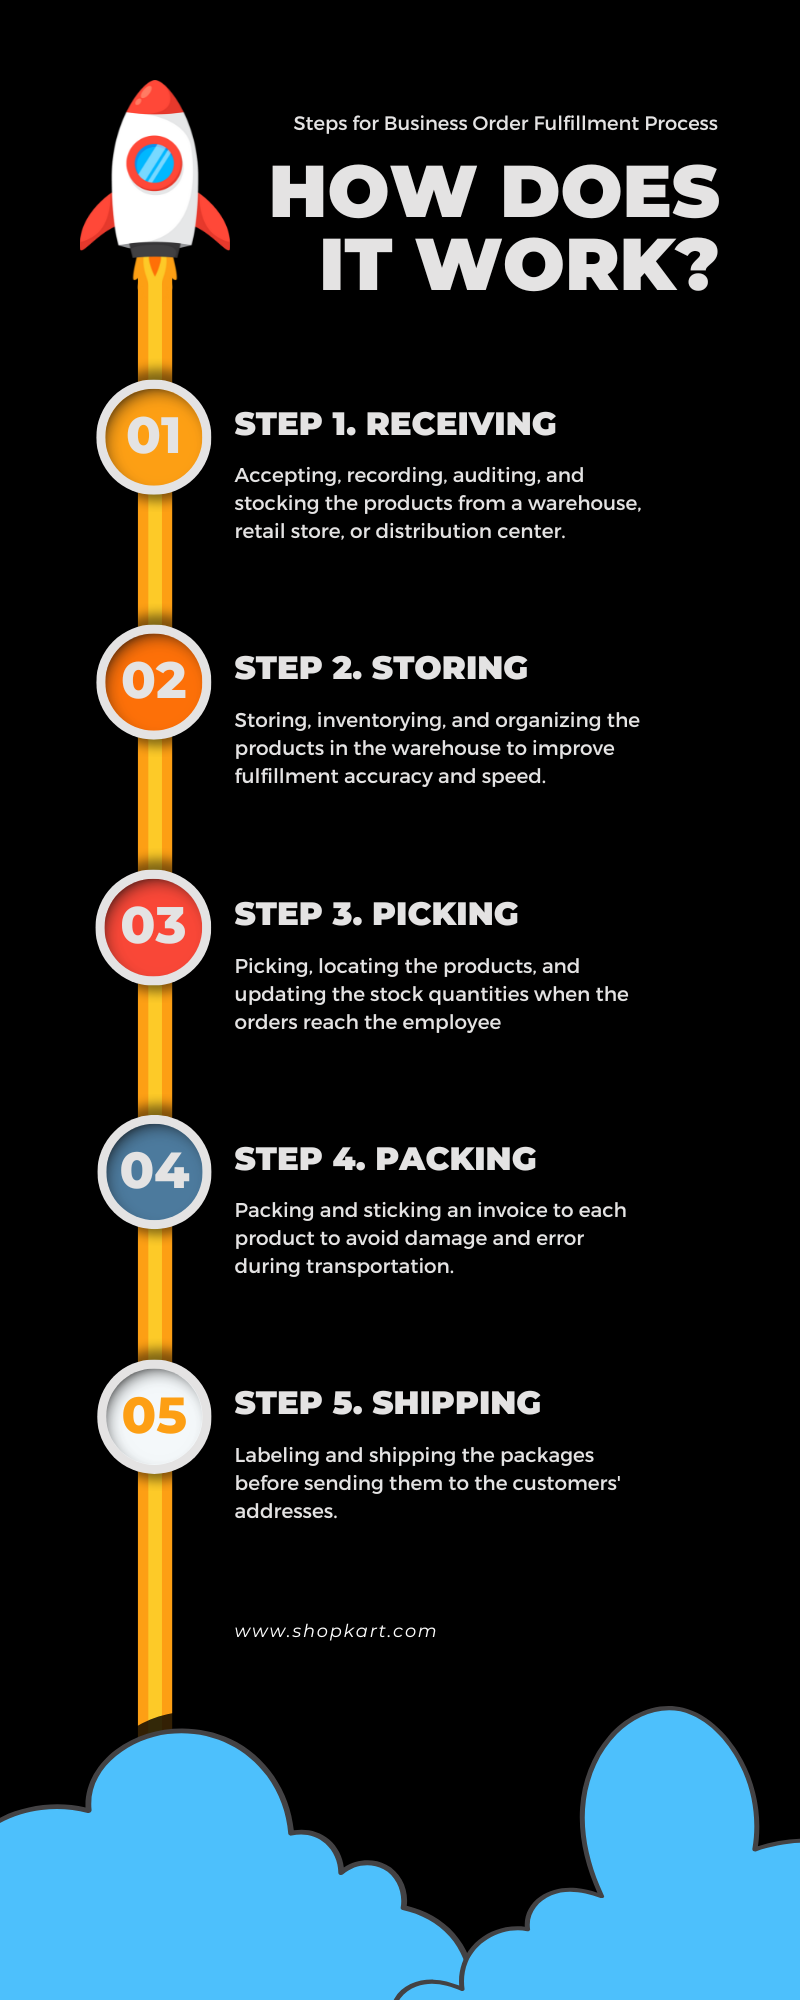 Steps for Business Order Fulfillment Process
HOW DOES
IT WORK?
01
STEP 1. RECEIVING
Accepting, recording, auditing, and
stocking the products from a warehouse,
retail store, or distribution center.
02
STEP 2. STORING
Storing, inventorying, and organizing the
products in the warehouse to improve
fulfillment accuracy and speed.
03
STEP 3. PICKING
Picking, locating the products, and
updating the stock quantities when the
orders reach the employee
04
STEP 4. PACKING
Packing and sticking an invoice to each
product to avoid damage and error
during transportation.
05
STEP 5. SHIPPING
Labeling and shipping the packages
before sending them to the customers'
addresses.
www.shopkart.com